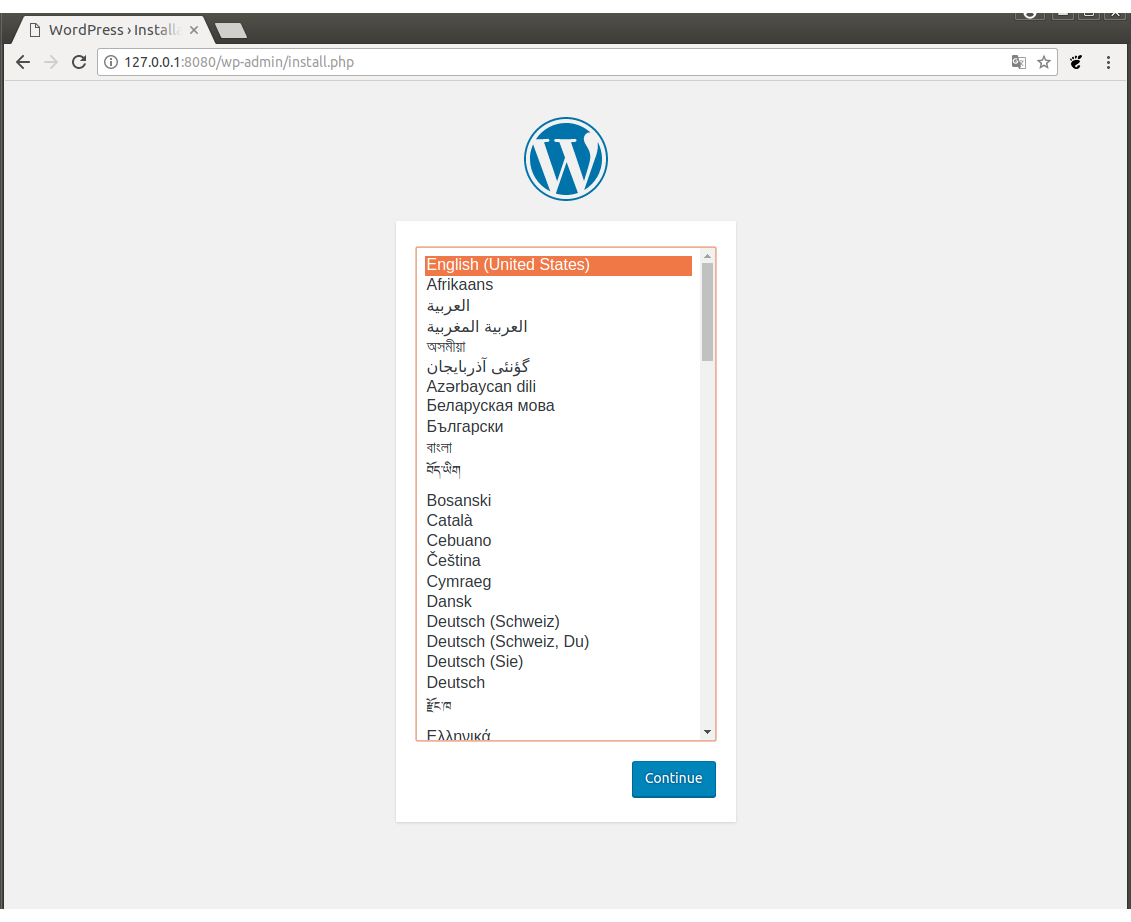 WordPress › Install
127.0.0.1:8080/wp-admin/install.php
English (United States)
Afrikaans
العربية
العربية المغربية
অসমীয়া
گؤنئی آذربایجان
Azərbaycan dili
Беларуская мова
Български
বাংলা
བོད་ཡིག
Bosanski
Català
Cebuano
Čeština
Cymraeg
Dansk
Deutsch (Schweiz)
Deutsch (Schweiz, Du)
Deutsch (Sie)
Deutsch
རྫོང་ཁ
Ελληνικά
Continue